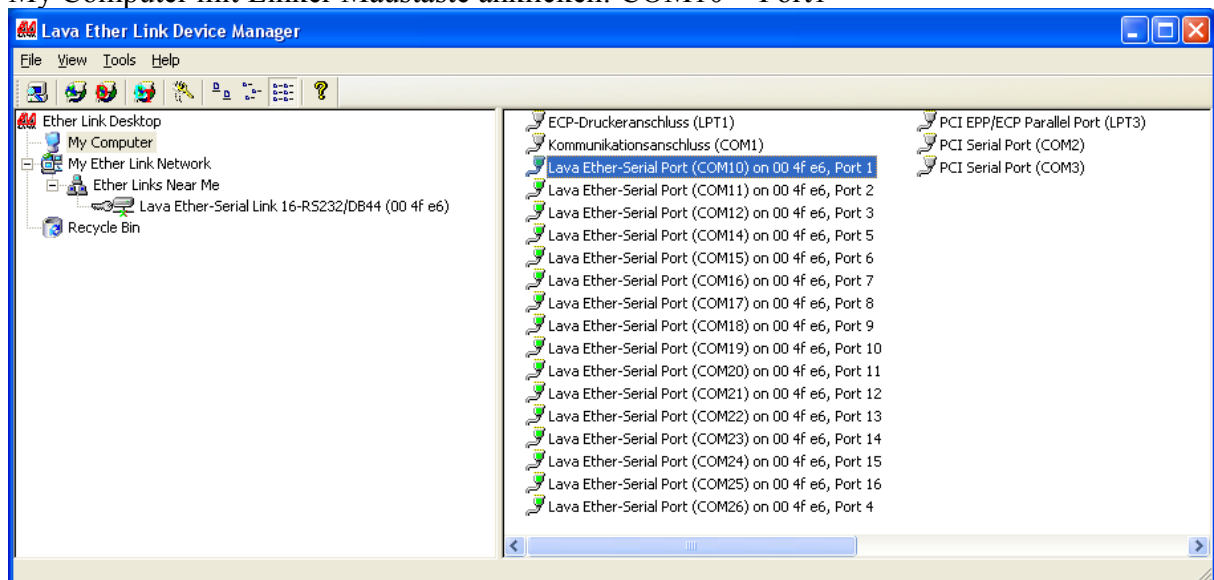 My Computer mit Linker Maustaste anklicken: COM10 = Port1
Lava Ether Link Device Manager
File View Tools Help
Ether Link Desktop
My Computer
My Ether Link Network
Ether Links Near Me
Lava Ether-Serial Link 16-RS232/DB44 (00 4f e6)
Recycle Bin
ECP-Druckeranschluss (LPT1)
Kommunikationsanschluss (COM1)
Lava Ether-Serial Port (COM10) on 00 4f e6, Port 1
Lava Ether-Serial Port (COM11) on 00 4f e6, Port 2
Lava Ether-Serial Port (COM12) on 00 4f e6, Port 3
Lava Ether-Serial Port (COM14) on 00 4f e6, Port 5
Lava Ether-Serial Port (COM15) on 00 4f e6, Port 6
Lava Ether-Serial Port (COM16) on 00 4f e6, Port 7
Lava Ether-Serial Port (COM17) on 00 4f e6, Port 8
Lava Ether-Serial Port (COM18) on 00 4f e6, Port 9
Lava Ether-Serial Port (COM19) on 00 4f e6, Port 10
Lava Ether-Serial Port (COM20) on 00 4f e6, Port 11
Lava Ether-Serial Port (COM21) on 00 4f e6, Port 12
Lava Ether-Serial Port (COM22) on 00 4f e6, Port 13
Lava Ether-Serial Port (COM23) on 00 4f e6, Port 14
Lava Ether-Serial Port (COM24) on 00 4f e6, Port 15
Lava Ether-Serial Port (COM25) on 00 4f e6, Port 16
Lava Ether-Serial Port (COM26) on 00 4f e6, Port 4
PCI EPP/ECP Parallel Port (LPT3)
PCI Serial Port (COM2)
PCI Serial Port (COM3)